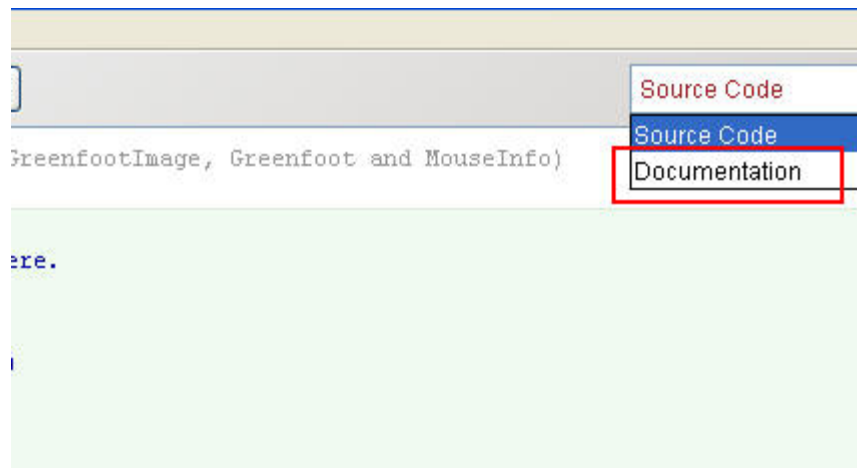 Source Code
Source Code
GreenfootImage, Greenfoot and MouseInfo)
Documentation
ere.